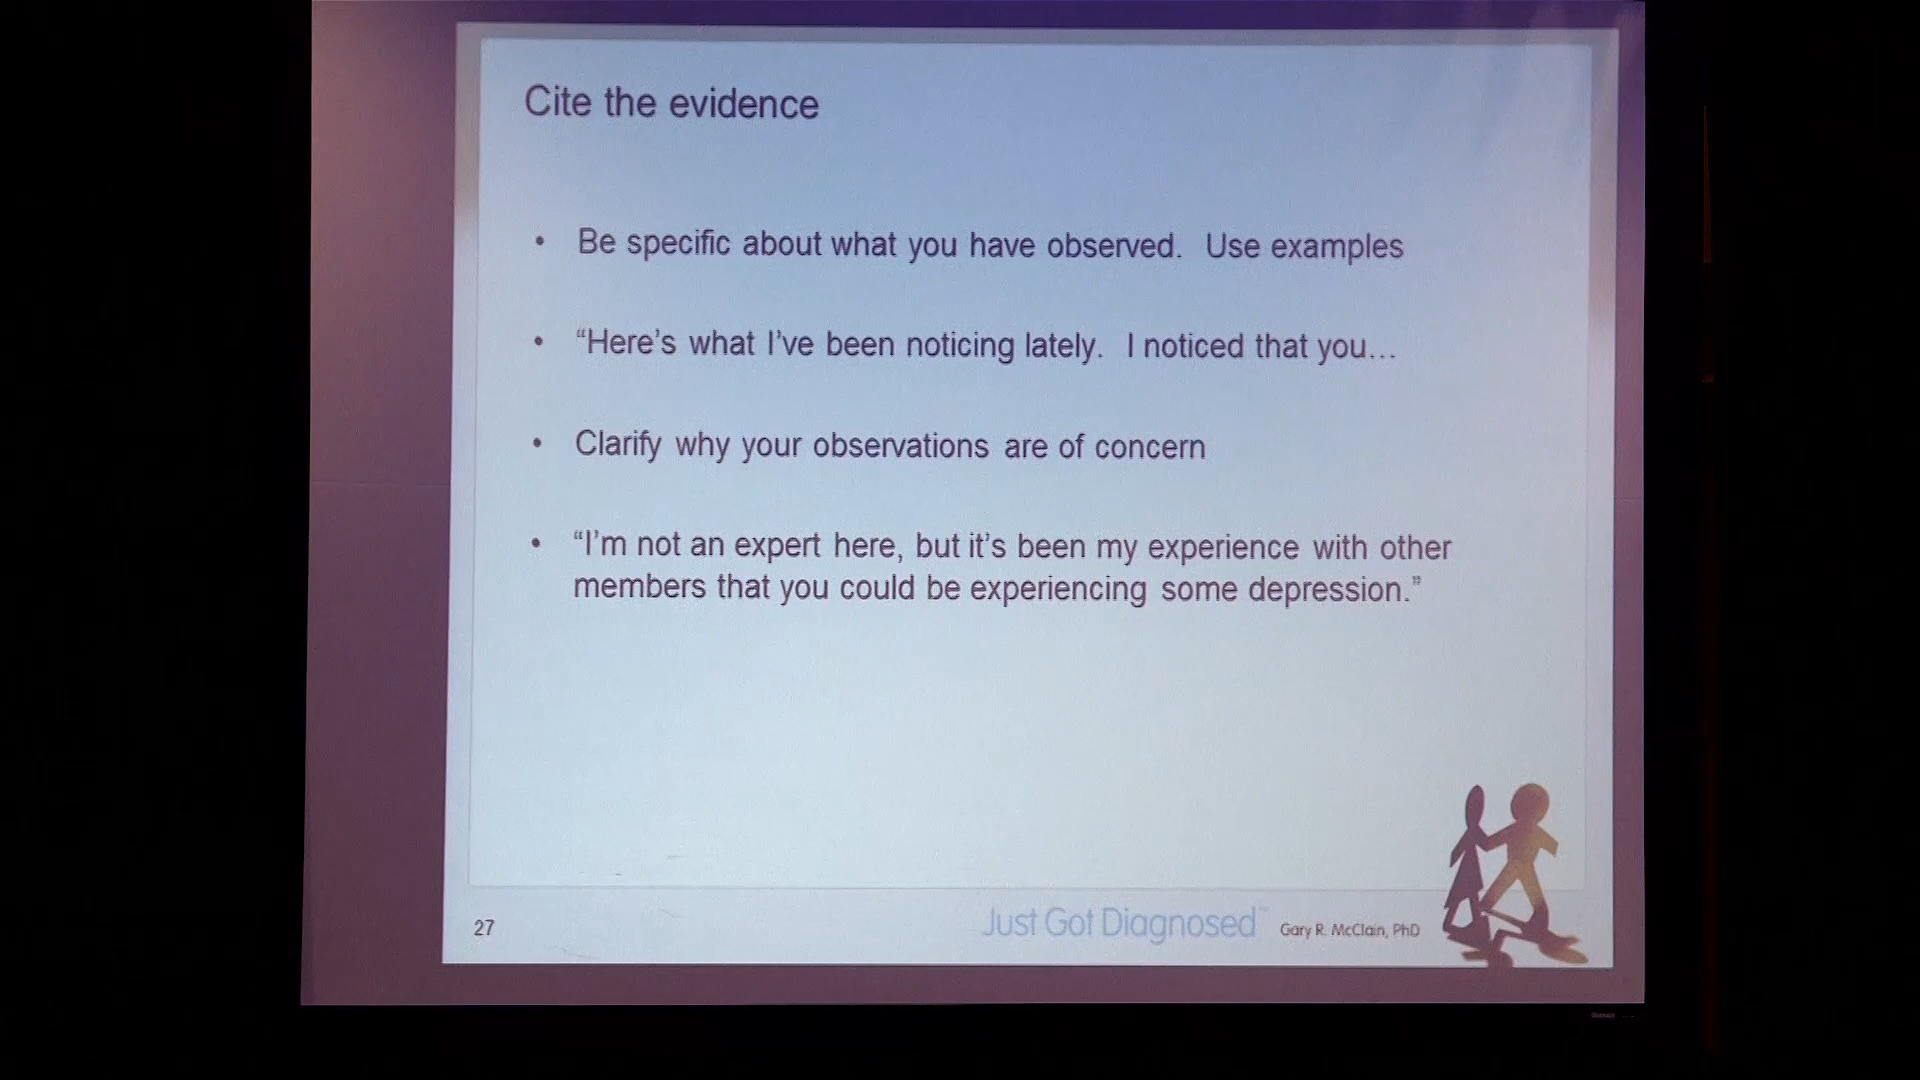 Cite the evidence
• Be specific about what you have observed.  Use examples
• “Here’s what I’ve been noticing lately.  I noticed that you…
• Clarify why your observations are of concern
• “I’m not an expert here, but it’s been my experience with other
members that you could be experiencing some depression.”
27
Just Got Diagnosed™ Gary R. McClain, PhD